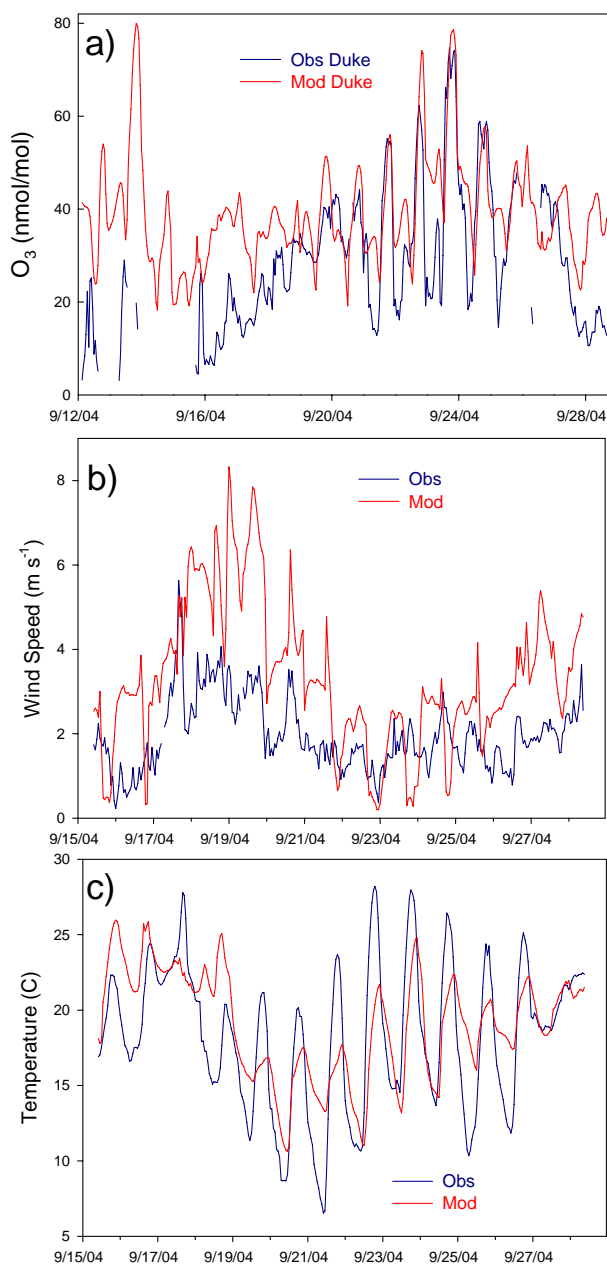 a)
Obs Duke
Mod Duke
O3 (nmol/mol)
80
60
40
20
0
9/12/04 9/16/04 9/20/04 9/24/04 9/28/04
b)
Obs
Mod
Wind Speed (m s-1)
8
6
4
2
0
9/15/04 9/17/04 9/19/04 9/21/04 9/23/04 9/25/04 9/27/04
c)
Temperature (C)
30
25
20
15
10
5
Obs
Mod
9/15/04 9/17/04 9/19/04 9/21/04 9/23/04 9/25/04 9/27/04